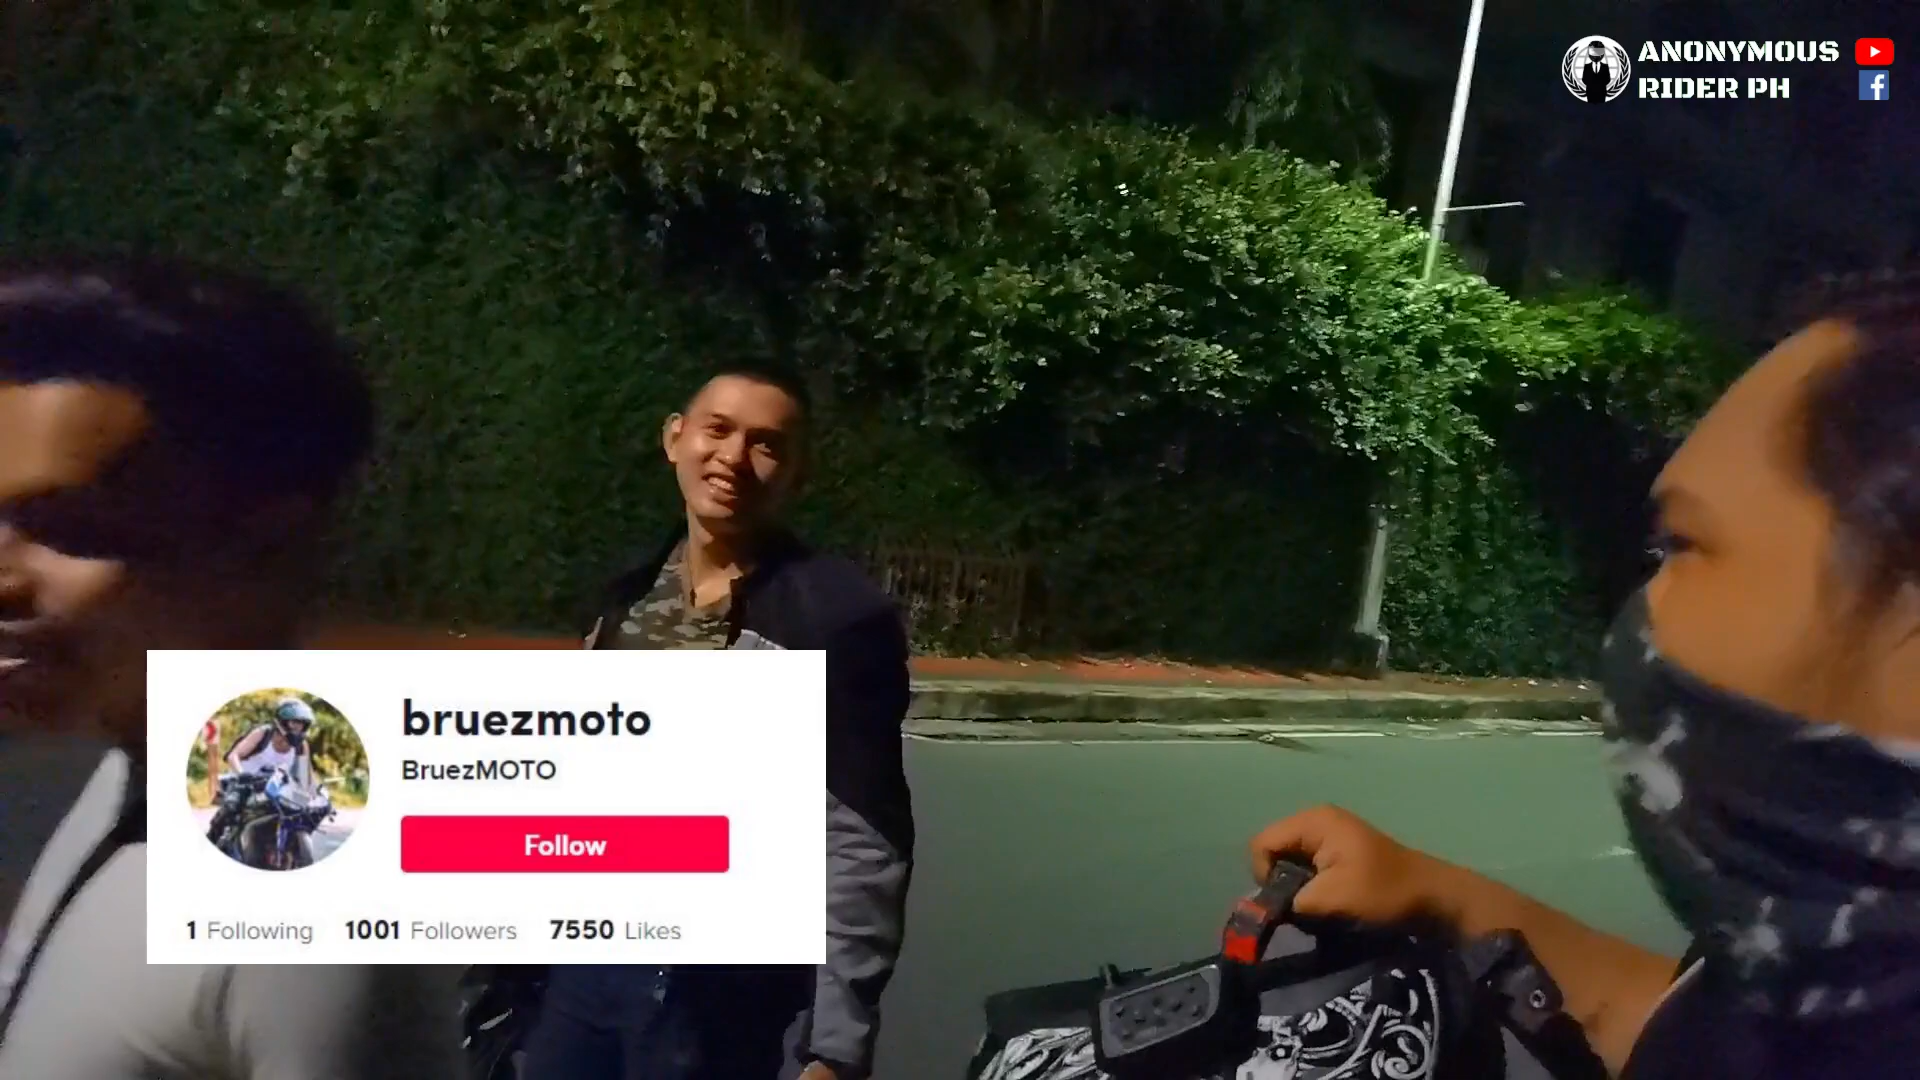 ANONYMOUS
RIDER PH
bruezmoto
BruezMOTO
Follow
1 Following 1001 Followers 7550 Likes